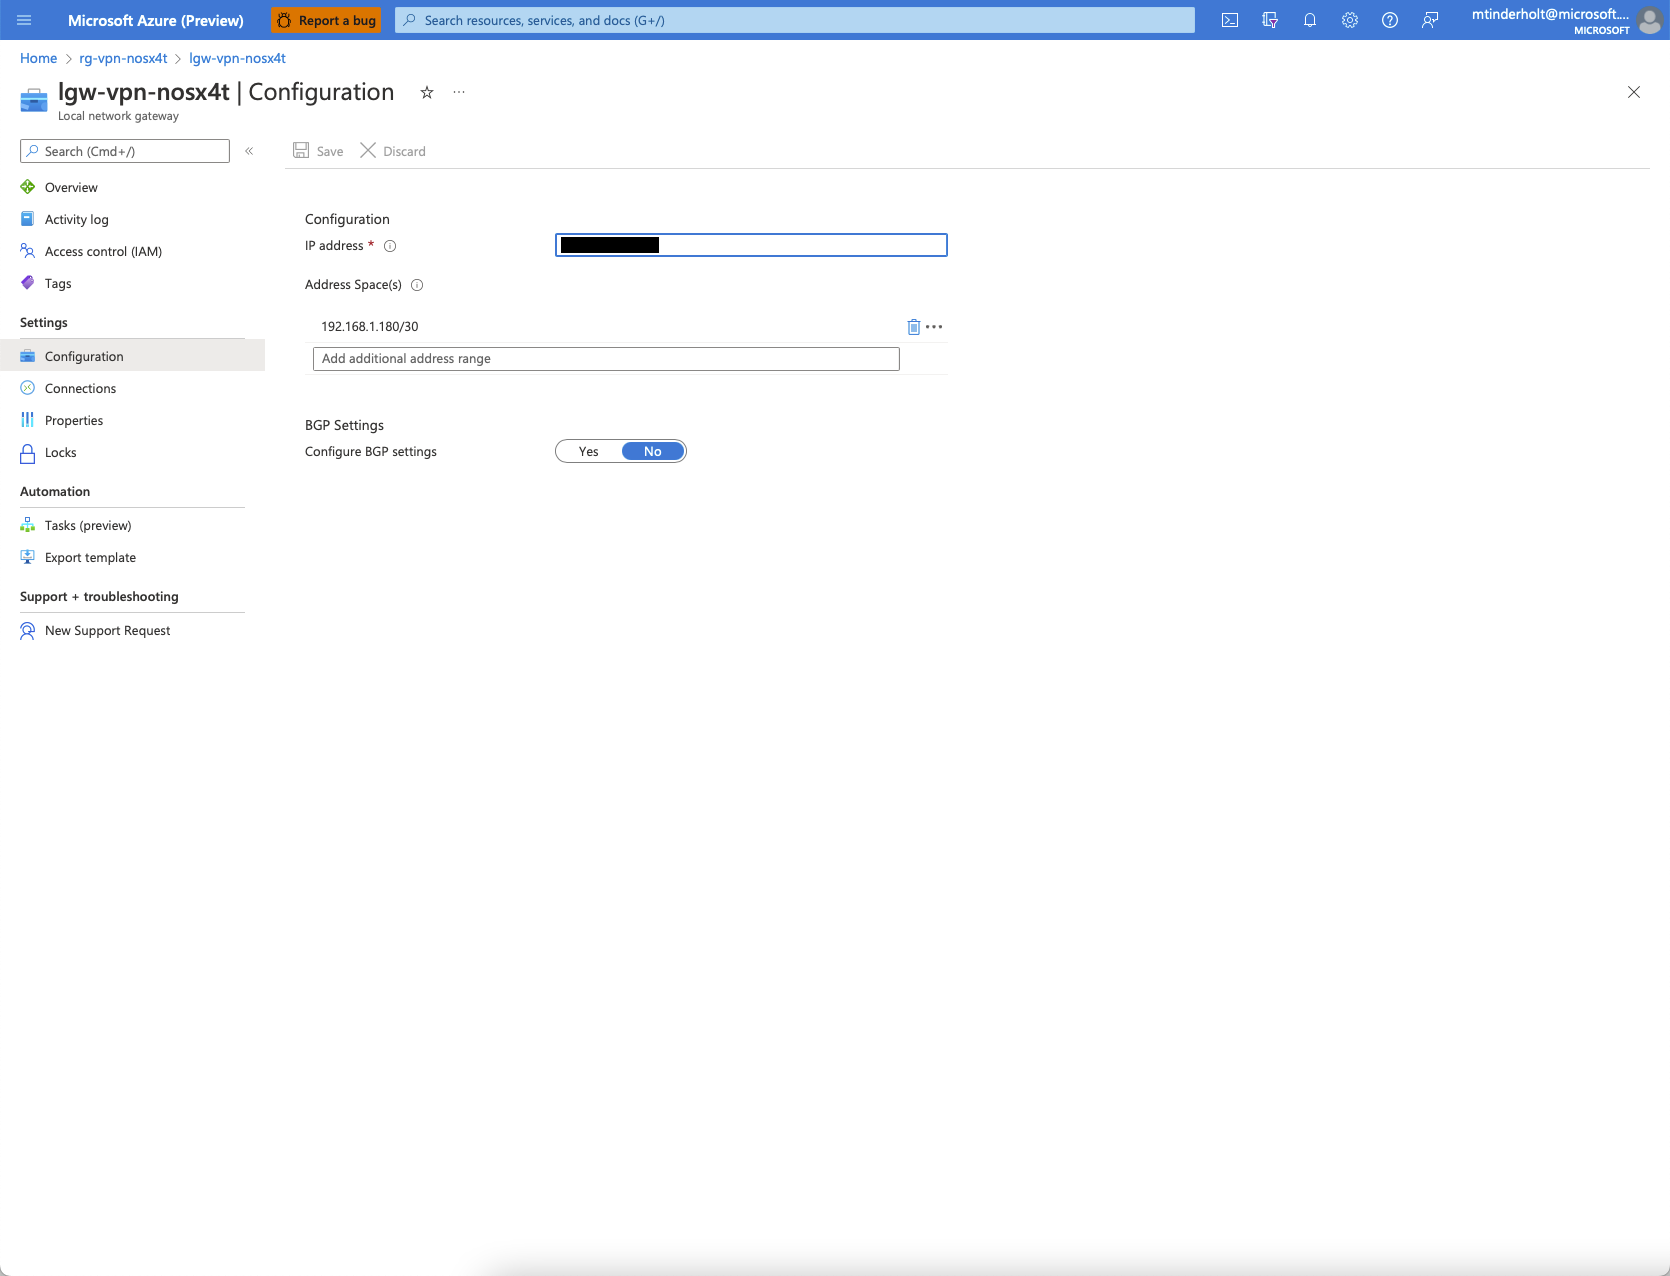 Microsoft Azure (Preview)
Report a bug
Search resources, services, and docs (G+/)
mtinderholt@microsoft....
MICROSOFT
Home > rg-vpn-nosx4t > lgw-vpn-nosx4t
lgw-vpn-nosx4t | Configuration
Local network gateway
Search (Cmd+/)
Save
Discard
Overview
Activity log
Access control (IAM)
Tags
Settings
Configuration
Connections
Properties
Locks
Automation
Tasks (preview)
Export template
Support + troubleshooting
New Support Request
Configuration
IP address *
Address Space(s)
192.168.1.180/30
Add additional address range
BGP Settings
Configure BGP settings
Yes
No